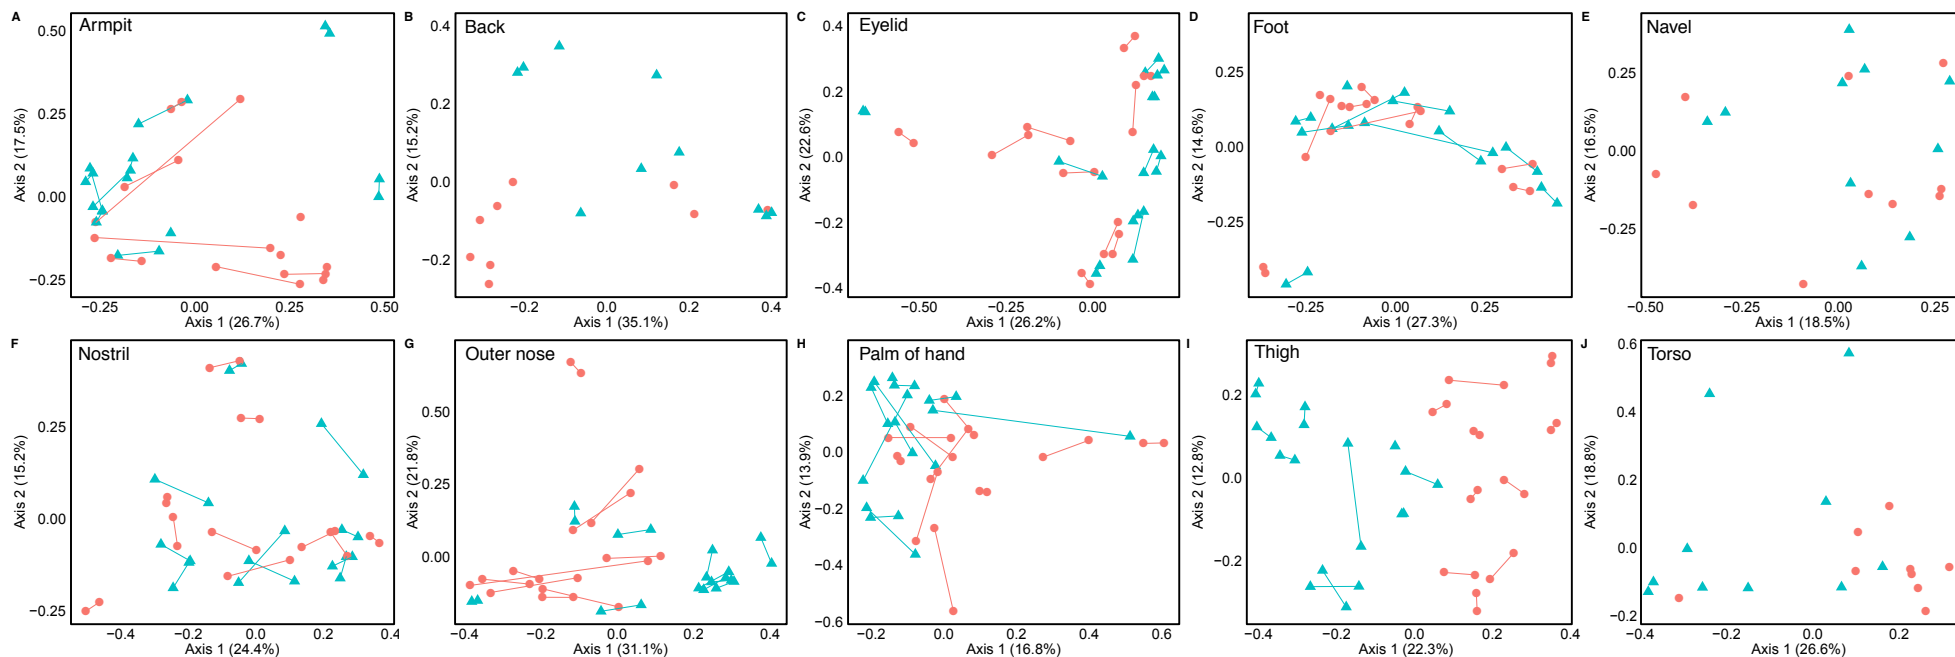 A Armpit
0.50
0.25
0.00
−0.25
−0.25 0.00 0.25 0.50
Axis 1 (26.7%)
Axis 2 (17.5%)
B Back
0.4
0.2
0.0
−0.2
−0.2 0.0 0.2 0.4
Axis 1 (35.1%)
Axis 2 (15.2%)
C Eyelid
0.4
0.2
0.0
−0.2
−0.4
−0.50 −0.25 0.00
Axis 1 (26.2%)
Axis 2 (22.6%)
D Foot
0.25
0.00
−0.25
−0.25 0.00 0.25
Axis 1 (27.3%)
Axis 2 (14.6%)
E Navel
0.25
0.00
−0.25
−0.50 −0.25 0.00 0.25
Axis 1 (18.5%)
Axis 2 (16.5%)
F Nostril
0.25
0.00
−0.25
−0.4 −0.2 0.0 0.2 0.4
Axis 1 (24.4%)
Axis 2 (15.2%)
G Outer nose
0.50
0.25
0.00
−0.4 −0.2 0.0 0.2 0.4
Axis 1 (31.1%)
Axis 2 (21.8%)
H Palm of hand
0.2
0.0
−0.2
−0.4
−0.6
−0.2 0.0 0.2 0.4 0.6
Axis 1 (16.8%)
Axis 2 (13.9%)
I Thigh
0.2
0.0
−0.2
−0.4 −0.2 0.0 0.2 0.4
Axis 1 (22.3%)
Axis 2 (12.8%)
J Torso
0.6
0.4
0.2
0.0
−0.2
−0.4 −0.2 0.0 0.2
Axis 1 (26.6%)
Axis 2 (18.8%)